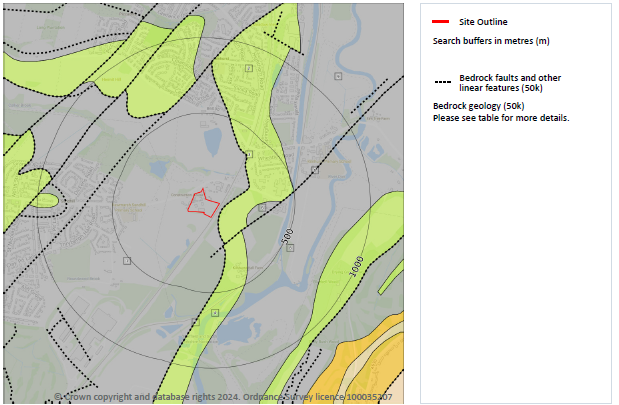 Site Outline
Search buffers in metres (m)
Bedrock faults and other
linear features (50k)
Bedrock geology (50k)
Please see table for more details.
500
1000
© Crown copyright and database rights 2024. Ordnance Survey licence 100035207